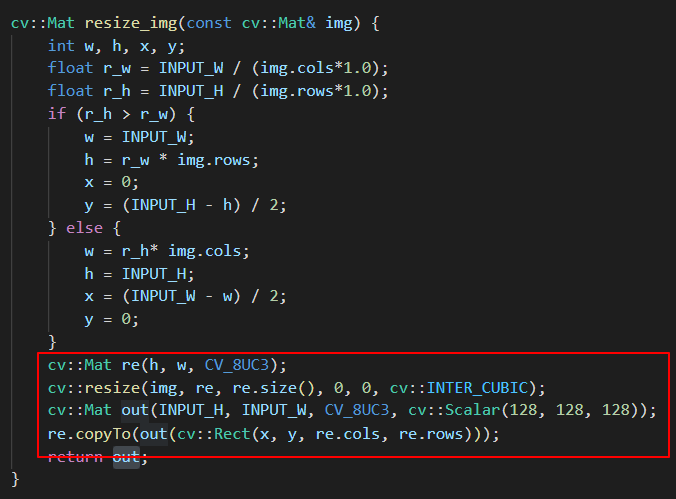 cv::Mat resize_img(const cv::Mat& img) {
    int w, h, x, y;
    float r_w = INPUT_W / (img.cols*1.0);
    float r_h = INPUT_H / (img.rows*1.0);
    if (r_h > r_w) {
        w = INPUT_W;
        h = r_w * img.rows;
        x = 0;
        y = (INPUT_H - h) / 2;
    } else {
        w = r_h* img.cols;
        h = INPUT_H;
        x = (INPUT_W - w) / 2;
        y = 0;
    }
    cv::Mat re(h, w, CV_8UC3);
    cv::resize(img, re, re.size(), 0, 0, cv::INTER_CUBIC);
    cv::Mat out(INPUT_H, INPUT_W, CV_8UC3, cv::Scalar(128, 128, 128));
    re.copyTo(out(cv::Rect(x, y, re.cols, re.rows)));
    return out;
}